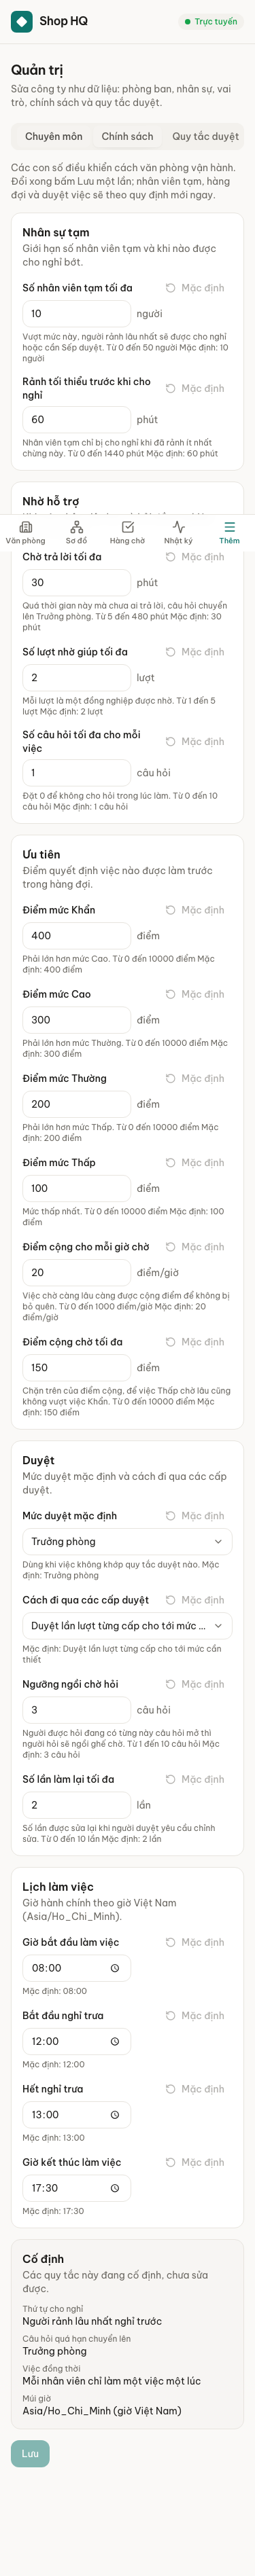 Shop HQ
Trực tuyến
Quản trị
Sửa công ty như dữ liệu: phòng ban, nhân sự, vai
trò, chính sách và quy tắc duyệt.
Chuyên môn
Chính sách
Quy tắc duyệt
Các con số điều khiển cách văn phòng vận hành.
Đổi xong bấm Lưu một lần; nhân viên tạm, hàng
đợi và duyệt việc sẽ theo quy định mới ngay.
Nhân sự tạm
Giới hạn số nhân viên tạm và khi nào được
cho nghỉ bớt.
Số nhân viên tạm tối đa
Mặc định
10
người
Vượt mức này, người rảnh lâu nhất sẽ được cho nghỉ
hoặc cần Sếp duyệt. Từ 0 đến 50 người Mặc định: 10
người
Rảnh tối thiểu trước khi cho
nghỉ
Mặc định
60
phút
Nhân viên tạm chỉ bị cho nghỉ khi đã rảnh ít nhất
chừng này. Từ 0 đến 1440 phút Mặc định: 60 phút
Nhờ hỗ trợ
Văn phòng
Sơ đồ
Hàng chờ
Nhật ký
Thêm
Chờ trả lời tối đa
Mặc định
30
phút
Quá thời gian này mà chưa ai trả lời, câu hỏi chuyển
lên Trưởng phòng. Từ 5 đến 480 phút Mặc định: 30
phút
Số lượt nhờ giúp tối đa
Mặc định
2
lượt
Mỗi lượt là một đồng nghiệp được nhờ. Từ 1 đến 5
lượt Mặc định: 2 lượt
Số câu hỏi tối đa cho mỗi
việc
Mặc định
1
câu hỏi
Đặt 0 để không cho hỏi trong lúc làm. Từ 0 đến 10
câu hỏi Mặc định: 1 câu hỏi
Ưu tiên
Điểm quyết định việc nào được làm trước
trong hàng đợi.
Điểm mức Khẩn
Mặc định
400
điểm
Phải lớn hơn mức Cao. Từ 0 đến 10000 điểm Mặc
định: 400 điểm
Điểm mức Cao
Mặc định
300
điểm
Phải lớn hơn mức Thường. Từ 0 đến 10000 điểm Mặc
định: 300 điểm
Điểm mức Thường
Mặc định
200
điểm
Phải lớn hơn mức Thấp. Từ 0 đến 10000 điểm Mặc
định: 200 điểm
Điểm mức Thấp
Mặc định
100
điểm
Mức thấp nhất. Từ 0 đến 10000 điểm Mặc định: 100
điểm
Điểm cộng cho mỗi giờ chờ
Mặc định
20
điểm/giờ
Việc chờ càng lâu càng được cộng điểm để không bị
bỏ quên. Từ 0 đến 1000 điểm/giờ Mặc định: 20
điểm/giờ
Điểm cộng chờ tối đa
Mặc định
150
điểm
Chặn trên của điểm cộng, để việc Thấp chờ lâu cũng
không vượt việc Khẩn. Từ 0 đến 10000 điểm Mặc
định: 150 điểm
Duyệt
Mức duyệt mặc định và cách đi qua các cấp
duyệt.
Mức duyệt mặc định
Mặc định
Trưởng phòng
Dùng khi việc không khớp quy tắc duyệt nào. Mặc
định: Trưởng phòng
Cách đi qua các cấp duyệt
Mặc định
Duyệt lần lượt từng cấp cho tới mức ...
Mặc định: Duyệt lần lượt từng cấp cho tới mức cần
thiết
Ngưỡng ngồi chờ hỏi
Mặc định
3
câu hỏi
Người được hỏi đang có từng này câu hỏi mở thì
người hỏi sẽ ngồi ghế chờ. Từ 1 đến 10 câu hỏi Mặc
định: 3 câu hỏi
Số lần làm lại tối đa
Mặc định
2
lần
Số lần được sửa lại khi người duyệt yêu cầu chỉnh
sửa. Từ 0 đến 10 lần Mặc định: 2 lần
Lịch làm việc
Giờ hành chính theo giờ Việt Nam
(Asia/Ho_Chi_Minh).
Giờ bắt đầu làm việc
Mặc định
08:00
Mặc định: 08:00
Bắt đầu nghỉ trưa
Mặc định
12:00
Mặc định: 12:00
Hết nghỉ trưa
Mặc định
13:00
Mặc định: 13:00
Giờ kết thúc làm việc
Mặc định
17:30
Mặc định: 17:30
Cố định
Các quy tắc này đang cố định, chưa sửa
được.
Thứ tự cho nghỉ
Người rảnh lâu nhất nghỉ trước
Câu hỏi quá hạn chuyển lên
Trưởng phòng
Việc đồng thời
Mỗi nhân viên chỉ làm một việc một lúc
Múi giờ
Asia/Ho_Chi_Minh (giờ Việt Nam)
Lưu